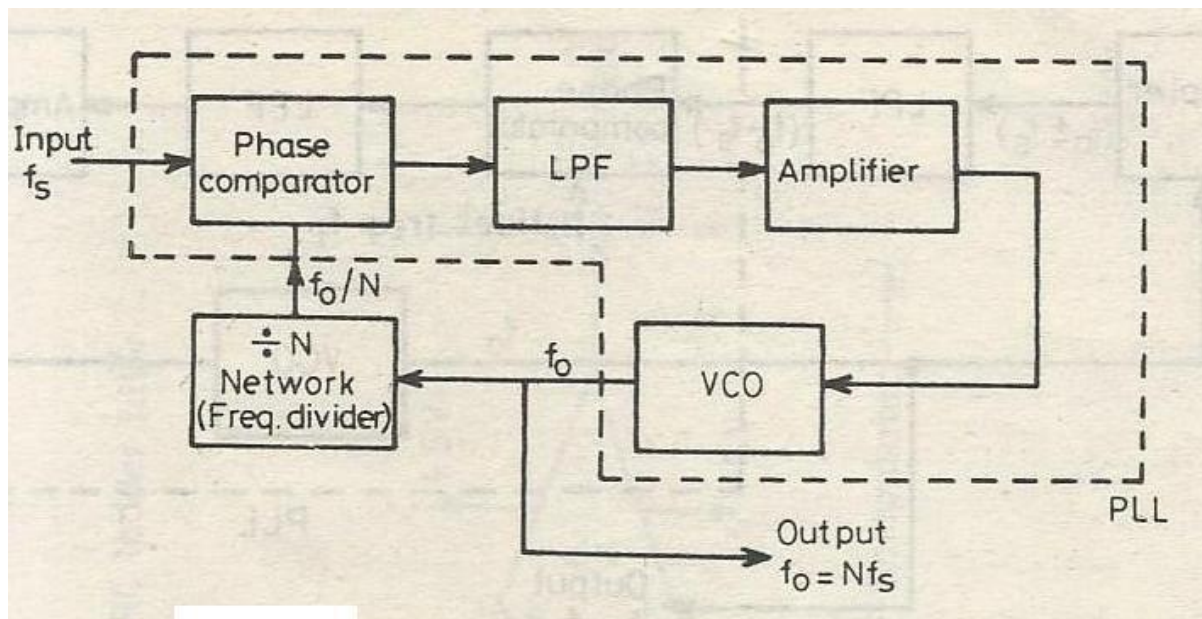 Input
fs
Phase
comparator
LPF
Amplifier
fo/N
÷ N
Network
(Freq. divider)
fo
VCO
PLL
Output
fo = Nfs